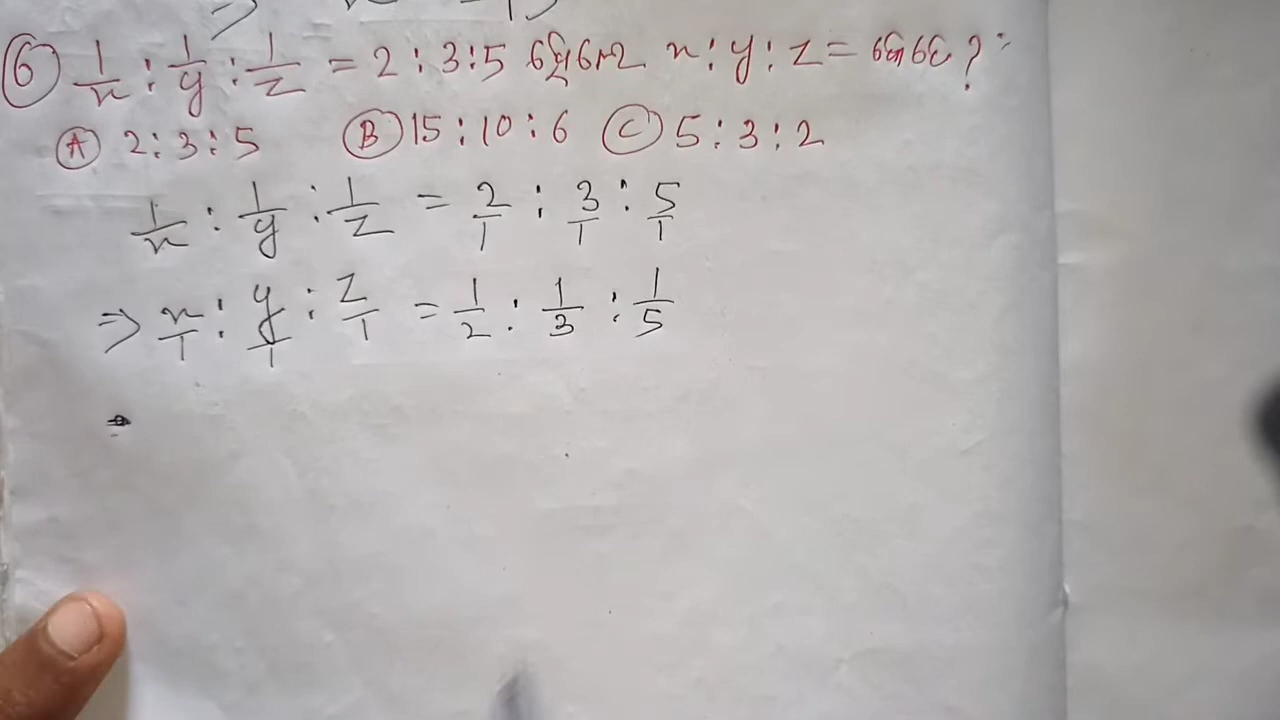 ⑥ 1/x : 1/y : 1/z = 2 : 3 : 5 x : y : z = ?
Ⓐ 2 : 3 : 5 Ⓑ 15 : 10 : 6 Ⓒ 5 : 3 : 2
1/x : 1/y : 1/z = 2/1 : 3/1 : 5/1
⇒ x/1 : y/1 : z/1 = 1/2 : 1/3 : 1/5